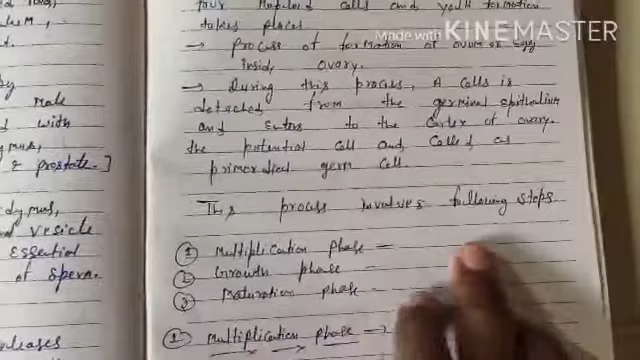 by
male
with
& prostate.]
vesicle
essential
of sperm.
four haploid cells and yolk formation
takes places
Made with KINEMASTER
→ process of formation of ovum or egg
inside ovary.
→ During this process, A cells is
detached from the germinal epithelium
and enters to the cortex of ovary.
the potential cell and called as
primordial germ cell.
This process involves following steps
① Multiplication phase —
② Growth phase
③ Maturation phase —
① Multiplication phase →